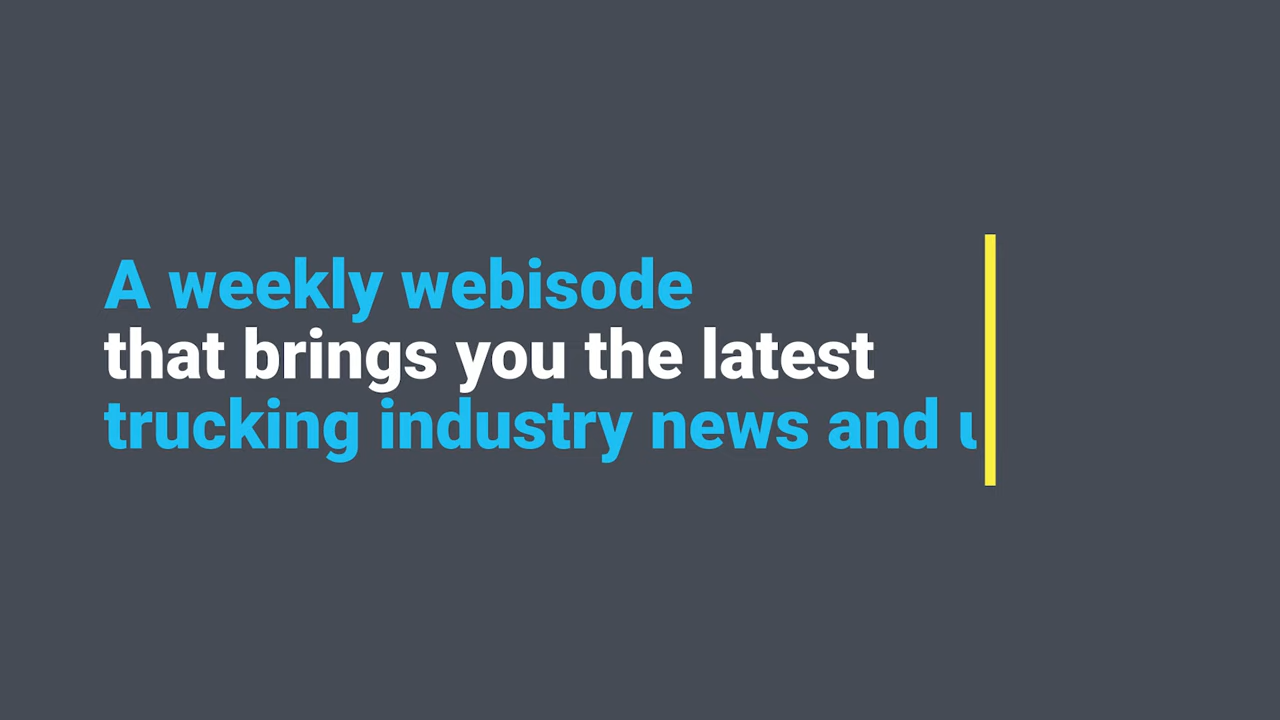 A weekly webisode
that brings you the latest
trucking industry news and